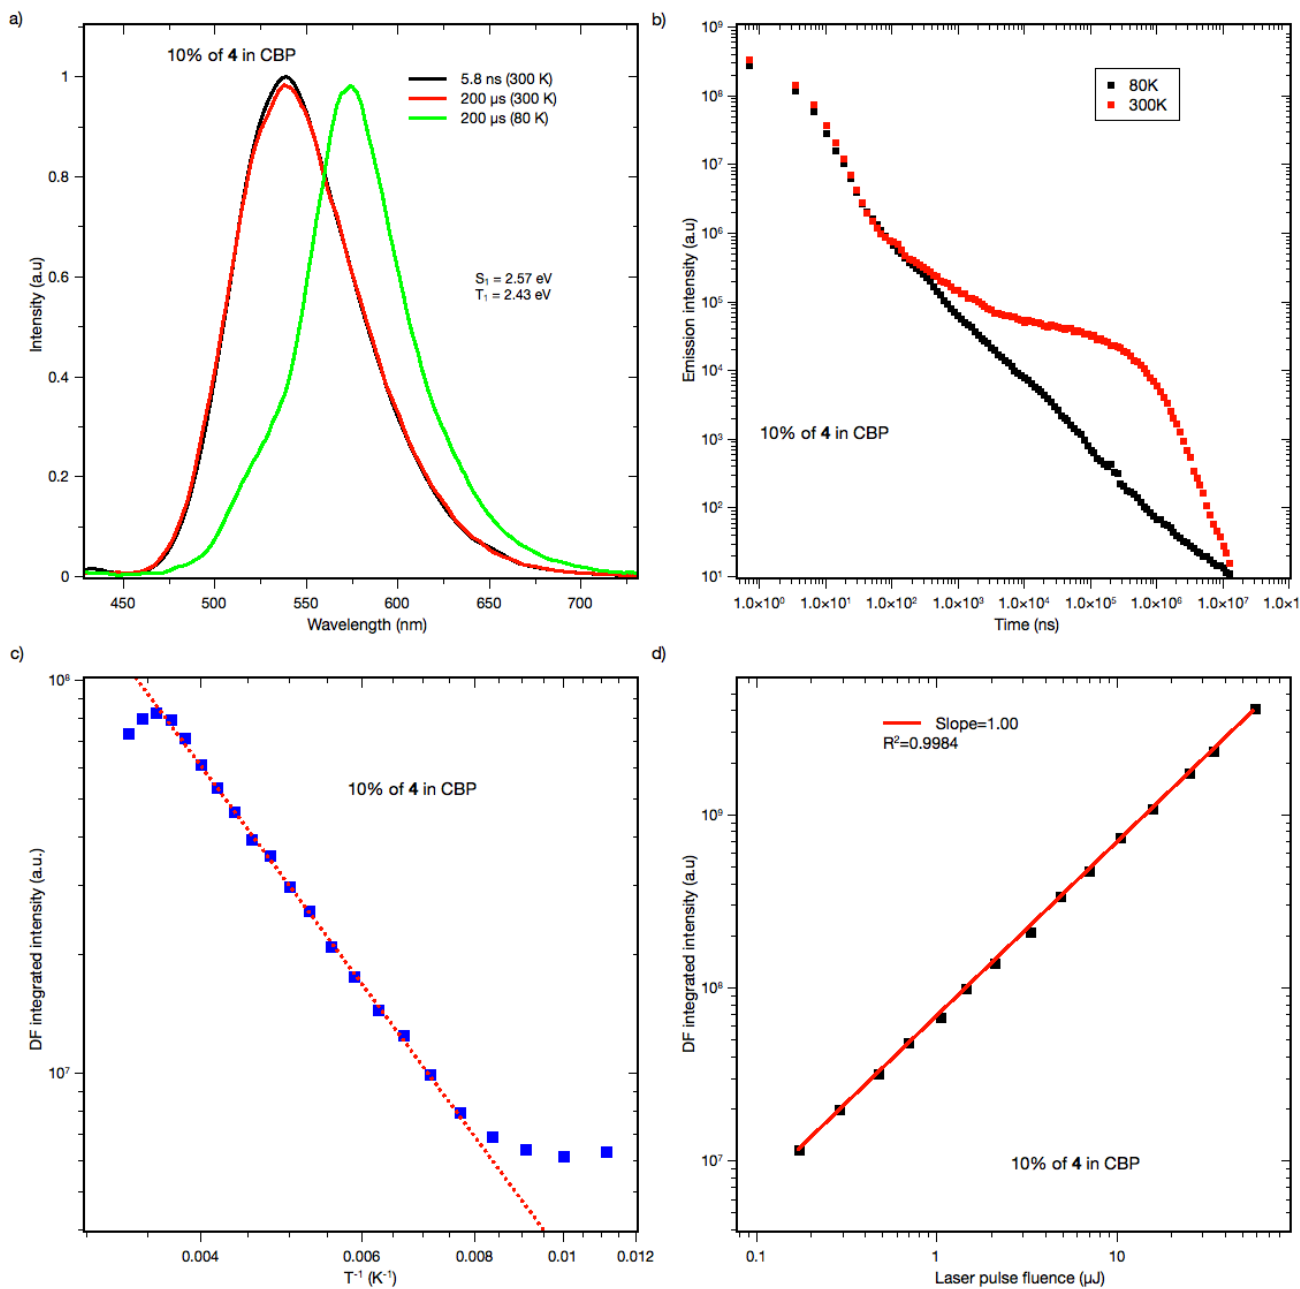 a)
10% of 4 in CBP
5.8 ns (300 K)
200 µs (300 K)
200 µs (80 K)
S₁ = 2.57 eV
T₁ = 2.43 eV
Intensity (a.u)
1
0.8
0.6
0.4
0.2
0
450 500 550 600 650 700
Wavelength (nm)
b)
80K
300K
10% of 4 in CBP
Emission intensity (a.u)
10⁹
10⁸
10⁷
10⁶
10⁵
10⁴
10³
10²
10¹
1.0×10⁰ 1.0×10¹ 1.0×10² 1.0×10³ 1.0×10⁴ 1.0×10⁵ 1.0×10⁶ 1.0×10⁷ 1.0×1
Time (ns)
c)
10% of 4 in CBP
DF integrated intensity (a.u.)
10⁸
10⁷
0.004 0.006 0.008 0.01 0.012
T⁻¹ (K⁻¹)
d)
Slope=1.00
R²=0.9984
10% of 4 in CBP
DF integrated intensity (a.u)
10⁹
10⁸
10⁷
0.1 1 10
Laser pulse fluence (µJ)